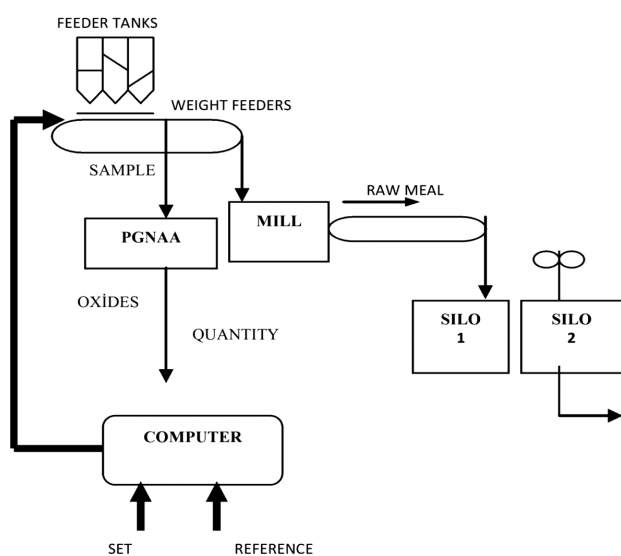 FEEDER TANKS
WEIGHT FEEDERS
SAMPLE
RAW MEAL
PGNAA
MILL
OXİDES
QUANTITY
SILO
1
SILO
2
COMPUTER
SET
REFERENCE